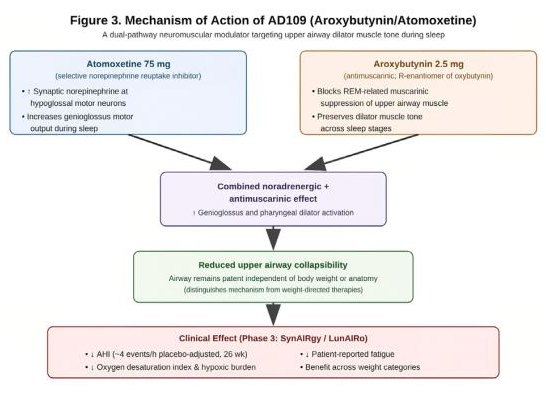 Figure 3. Mechanism of Action of AD109 (Aroxybutynin/Atomoxetine)
A dual-pathway neuromuscular modulator targeting upper airway dilator muscle tone during sleep
Atomoxetine 75 mg
(selective norepinephrine reuptake inhibitor)
• ↑ Synaptic norepinephrine at
hypoglossal motor neurons
• Increases genioglossus motor
output during sleep
Aroxybutynin 2.5 mg
(antimuscarinic; R-enantiomer of oxybutynin)
• Blocks REM-related muscarinic
suppression of upper airway muscle
• Preserves dilator muscle tone
across sleep stages
Combined noradrenergic +
antimuscarinic effect
↑ Genioglossus and pharyngeal dilator activation
Reduced upper airway collapsibility
Airway remains patent independent of body weight or anatomy
(distinguishes mechanism from weight-directed therapies)
Clinical Effect (Phase 3: SynAIRgy / LunAIRo)
• ↓ AHI (~4 events/h placebo-adjusted, 26 wk)
• ↓ Oxygen desaturation index & hypoxic burden
• ↓ Patient-reported fatigue
• Benefit across weight categories